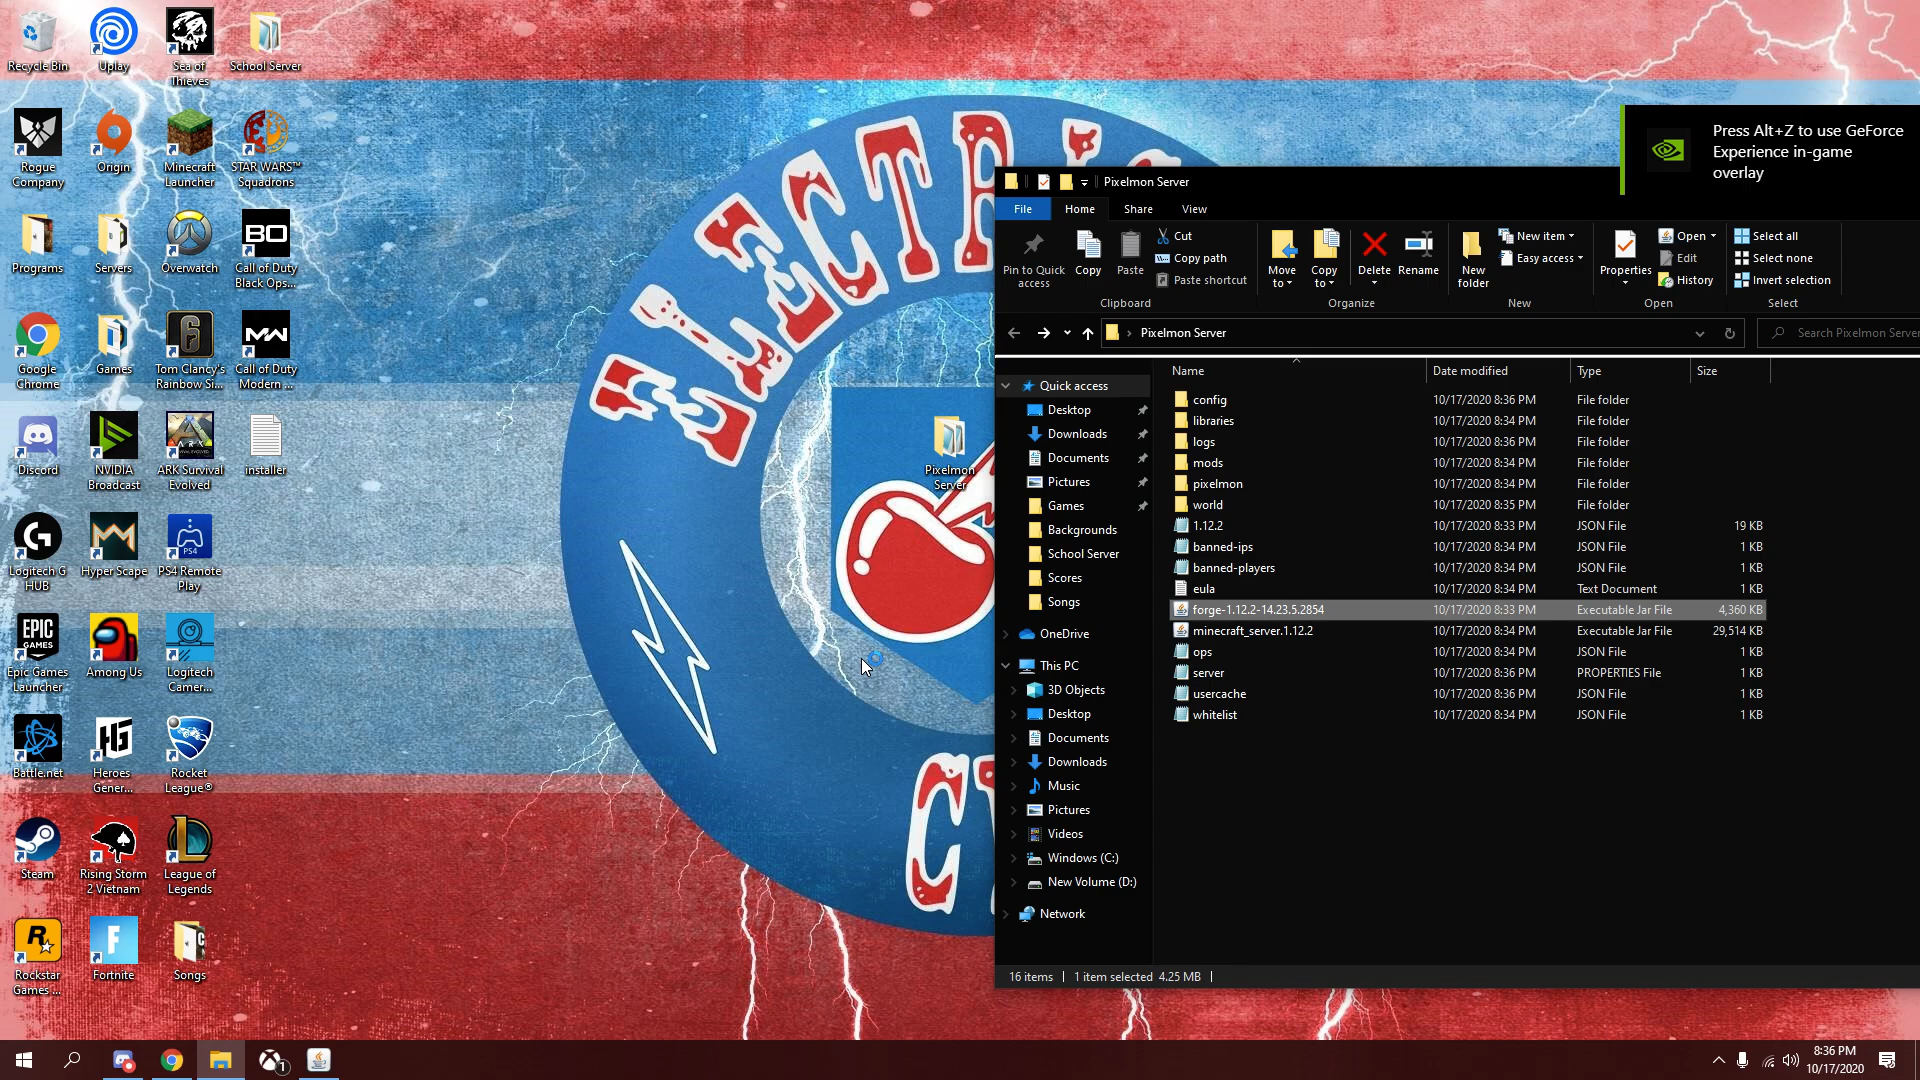 Recycle Bin
Uplay
Sea of
Thieves
School Server
Rogue
Company
Origin
Minecraft
Launcher
STAR WARS™
Squadrons
Programs
Servers
Overwatch
BO
Call of Duty
Black Ops...
Google
Chrome
Games
6
Tom Clancy's
Rainbow Si...
MW
Call of Duty
Modern ...
Discord
NVIDIA
Broadcast
ARK
ARK Survival
Evolved
installer
Logitech G
HUB
Hyper Scape
PS4
PS4 Remote
Play
EPIC
GAMES
Epic Games
Launcher
Among Us
Logitech
Camer...
Battle.net
HG
Heroes
Gener...
Rocket
League®
Steam
Rising Storm
2 Vietnam
League of
Legends
R
Rockstar
Games ...
F
Fortnite
C
Songs
Pixelmon
Server
Press Alt+Z to use GeForce
Experience in-game
overlay
Pixelmon Server
File
Home
Share
View
Pin to Quick
access
Copy
Paste
Cut
Copy path
Paste shortcut
Clipboard
Move
to
Copy
to
Delete
Rename
Organize
New
folder
New item
Easy access
New
Properties
Open
Edit
History
Open
Select all
Select none
Invert selection
Select
Pixelmon Server
Search Pixelmon Server
Quick access
Desktop
Downloads
Documents
Pictures
Games
Backgrounds
School Server
Scores
Songs
OneDrive
This PC
3D Objects
Desktop
Documents
Downloads
Music
Pictures
Videos
Windows (C:)
New Volume (D:)
Network
Name Date modified Type Size
config 10/17/2020 8:36 PM File folder
libraries 10/17/2020 8:34 PM File folder
logs 10/17/2020 8:36 PM File folder
mods 10/17/2020 8:34 PM File folder
pixelmon 10/17/2020 8:34 PM File folder
world 10/17/2020 8:35 PM File folder
1.12.2 10/17/2020 8:33 PM JSON File 19 KB
banned-ips 10/17/2020 8:34 PM JSON File 1 KB
banned-players 10/17/2020 8:34 PM JSON File 1 KB
eula 10/17/2020 8:34 PM Text Document 1 KB
forge-1.12.2-14.23.5.2854 10/17/2020 8:33 PM Executable Jar File 4,360 KB
minecraft_server.1.12.2 10/17/2020 8:34 PM Executable Jar File 29,514 KB
ops 10/17/2020 8:34 PM JSON File 1 KB
server 10/17/2020 8:36 PM PROPERTIES File 1 KB
usercache 10/17/2020 8:36 PM JSON File 1 KB
whitelist 10/17/2020 8:34 PM JSON File 1 KB
16 items
1 item selected 4.25 MB
1
8:36 PM
10/17/2020